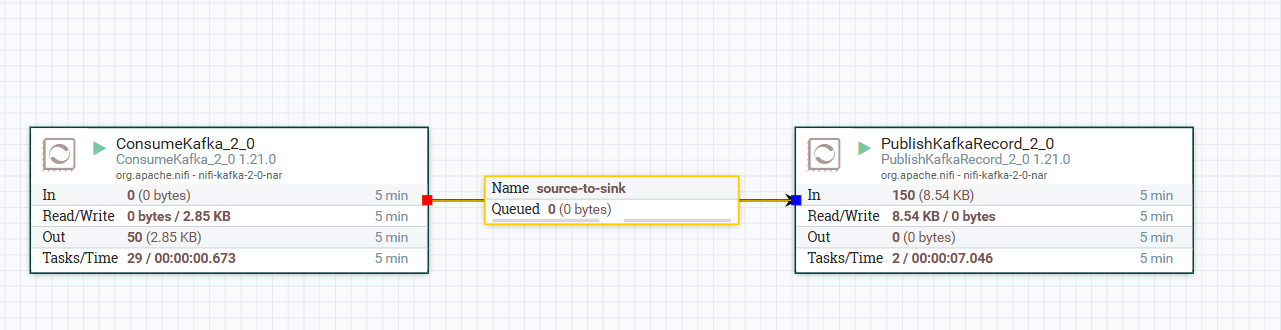 ConsumeKafka_2_0
ConsumeKafka_2_0 1.21.0
org.apache.nifi - nifi-kafka-2-0-nar
In 0 (0 bytes) 5 min
Read/Write 0 bytes / 2.85 KB 5 min
Out 50 (2.85 KB) 5 min
Tasks/Time 29 / 00:00:00.673 5 min
Name source-to-sink
Queued 0 (0 bytes)
PublishKafkaRecord_2_0
PublishKafkaRecord_2_0 1.21.0
org.apache.nifi - nifi-kafka-2-0-nar
In 150 (8.54 KB) 5 min
Read/Write 8.54 KB / 0 bytes 5 min
Out 0 (0 bytes) 5 min
Tasks/Time 2 / 00:00:07.046 5 min